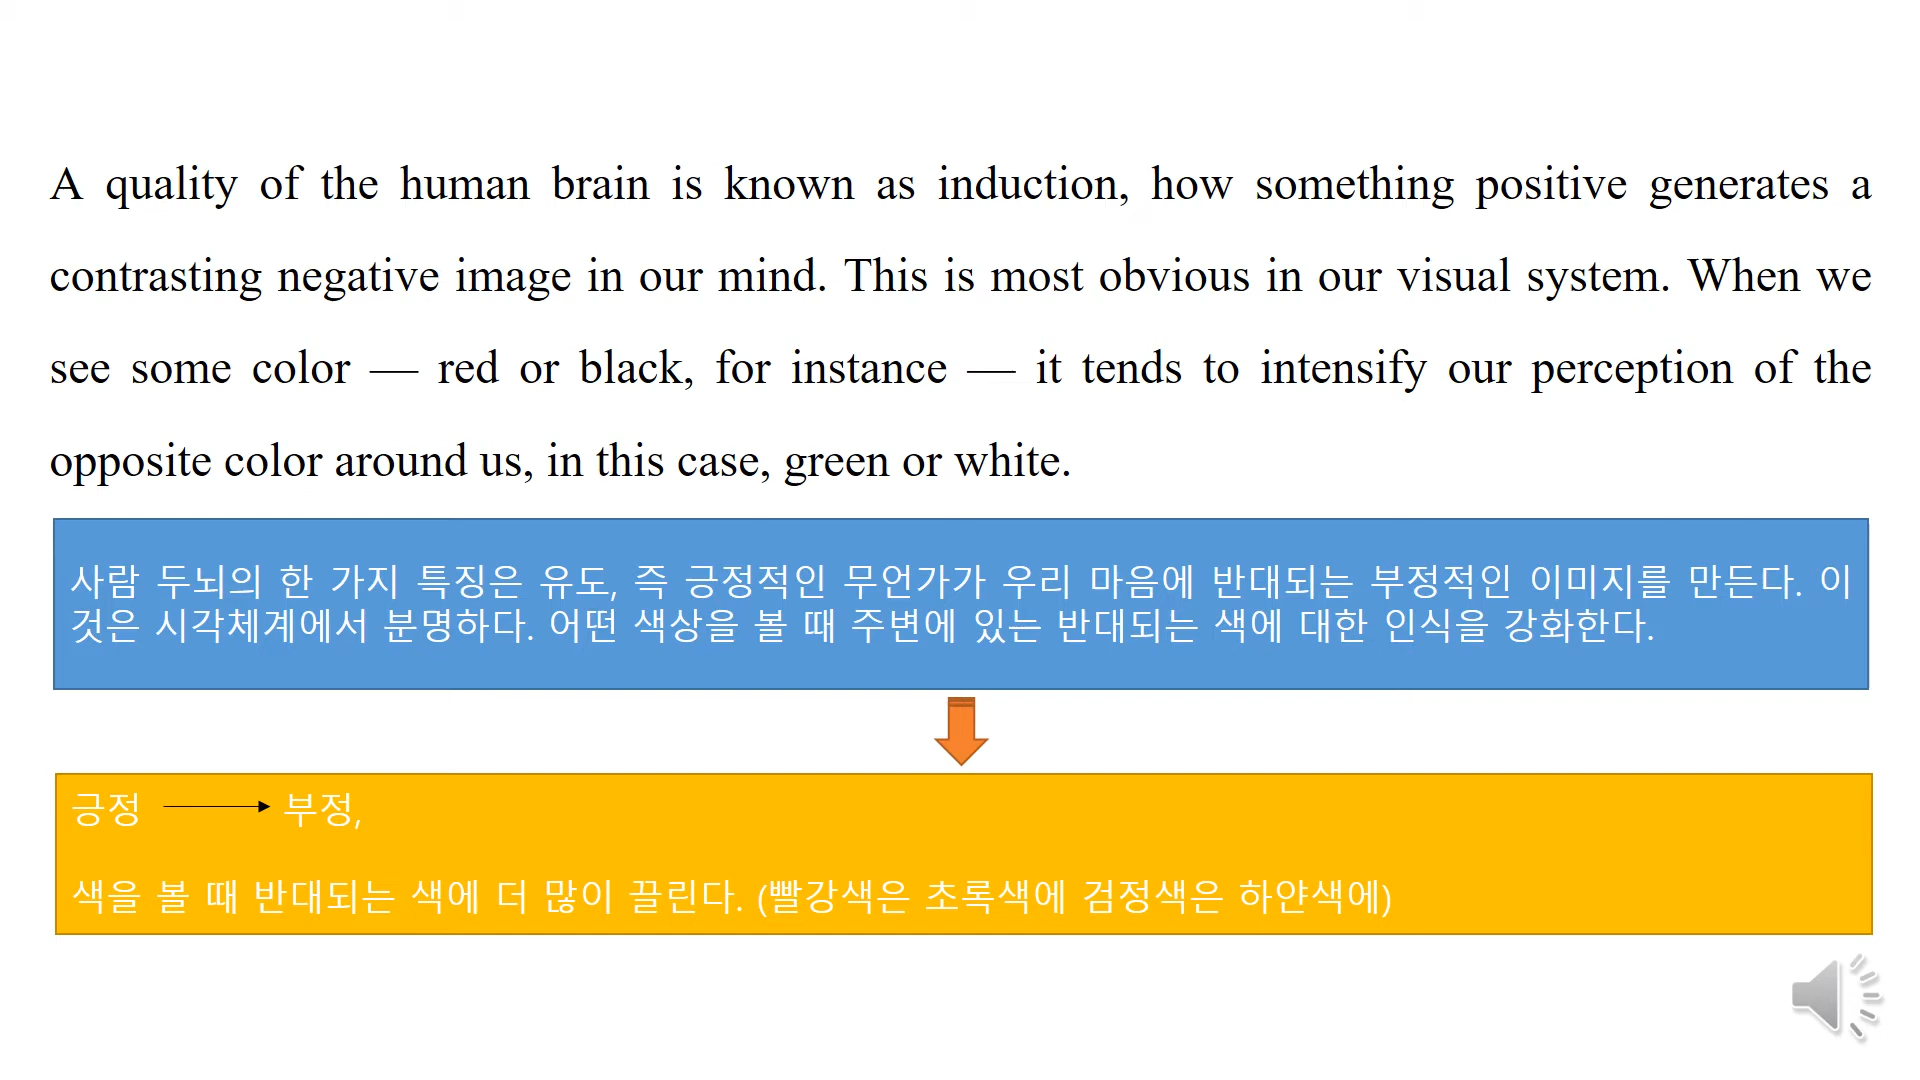 A quality of the human brain is known as induction, how something positive generates a
contrasting negative image in our mind. This is most obvious in our visual system. When we
see some color — red or black, for instance — it tends to intensify our perception of the
opposite color around us, in this case, green or white.
사람 두뇌의 한 가지 특징은 유도, 즉 긍정적인 무언가가 우리 마음에 반대되는 부정적인 이미지를 만든다. 이
것은 시각체계에서 분명하다. 어떤 색상을 볼 때 주변에 있는 반대되는 색에 대한 인식을 강화한다.
긍정 → 부정,
색을 볼 때 반대되는 색에 더 많이 끌린다. (빨강색은 초록색에 검정색은 하얀색에)